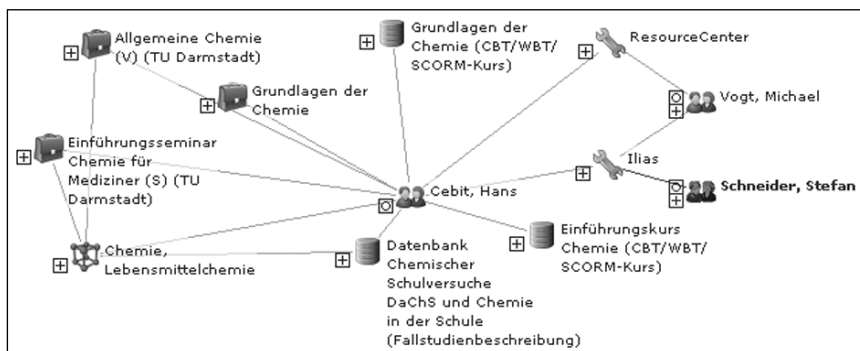 Allgemeine Chemie
(V) (TU Darmstadt)
Grundlagen der
Chemie (CBT/WBT/
SCORM-Kurs)
ResourceCenter
Grundlagen der
Chemie
Vogt, Michael
Einführungsseminar
Chemie für
Mediziner (S) (TU
Darmstadt)
Ilias
Cebit, Hans
Schneider, Stefan
Chemie,
Lebensmittelchemie
Datenbank
Chemischer
Schulversuche
DaChS und Chemie
in der Schule
(Fallstudienbeschreibung)
Einführungskurs
Chemie (CBT/WBT/
SCORM-Kurs)